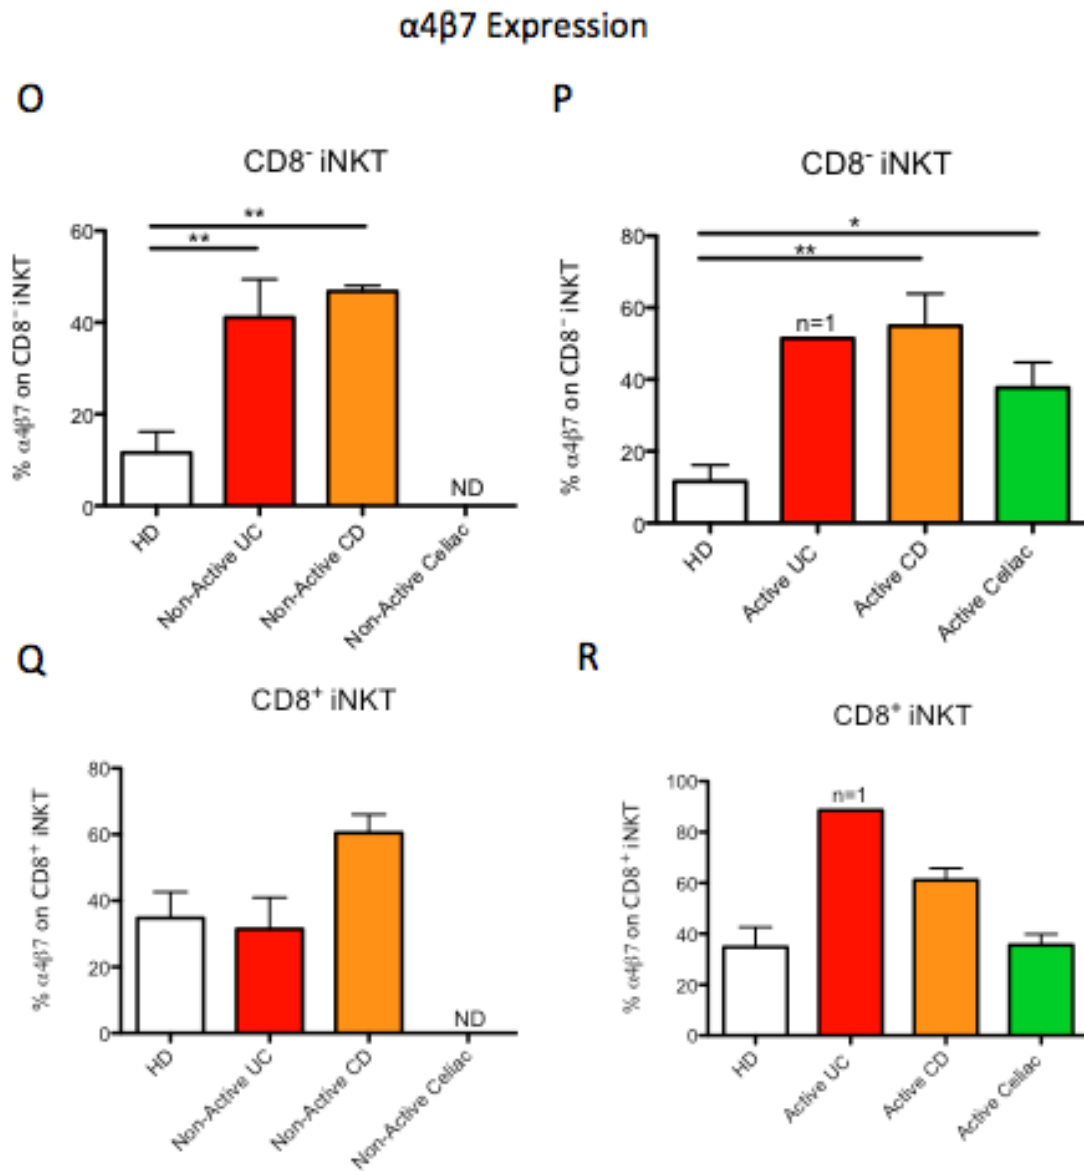 α4β7 Expression
O
CD8⁻ iNKT
% α4β7 on CD8⁻ iNKT
60
40
20
0
**
**
ND
HD
Non-Active UC
Non-Active CD
Non-Active Celiac
P
CD8⁻ iNKT
% α4β7 on CD8⁻ iNKT
80
60
40
20
0
*
**
n=1
HD
Active UC
Active CD
Active Celiac
Q
CD8⁺ iNKT
% α4β7 on CD8⁺ iNKT
80
60
40
20
0
ND
HD
Non-Active UC
Non-Active CD
Non-Active Celiac
R
CD8⁺ iNKT
% α4β7 on CD8⁺ iNKT
100
80
60
40
20
0
n=1
HD
Active UC
Active CD
Active Celiac